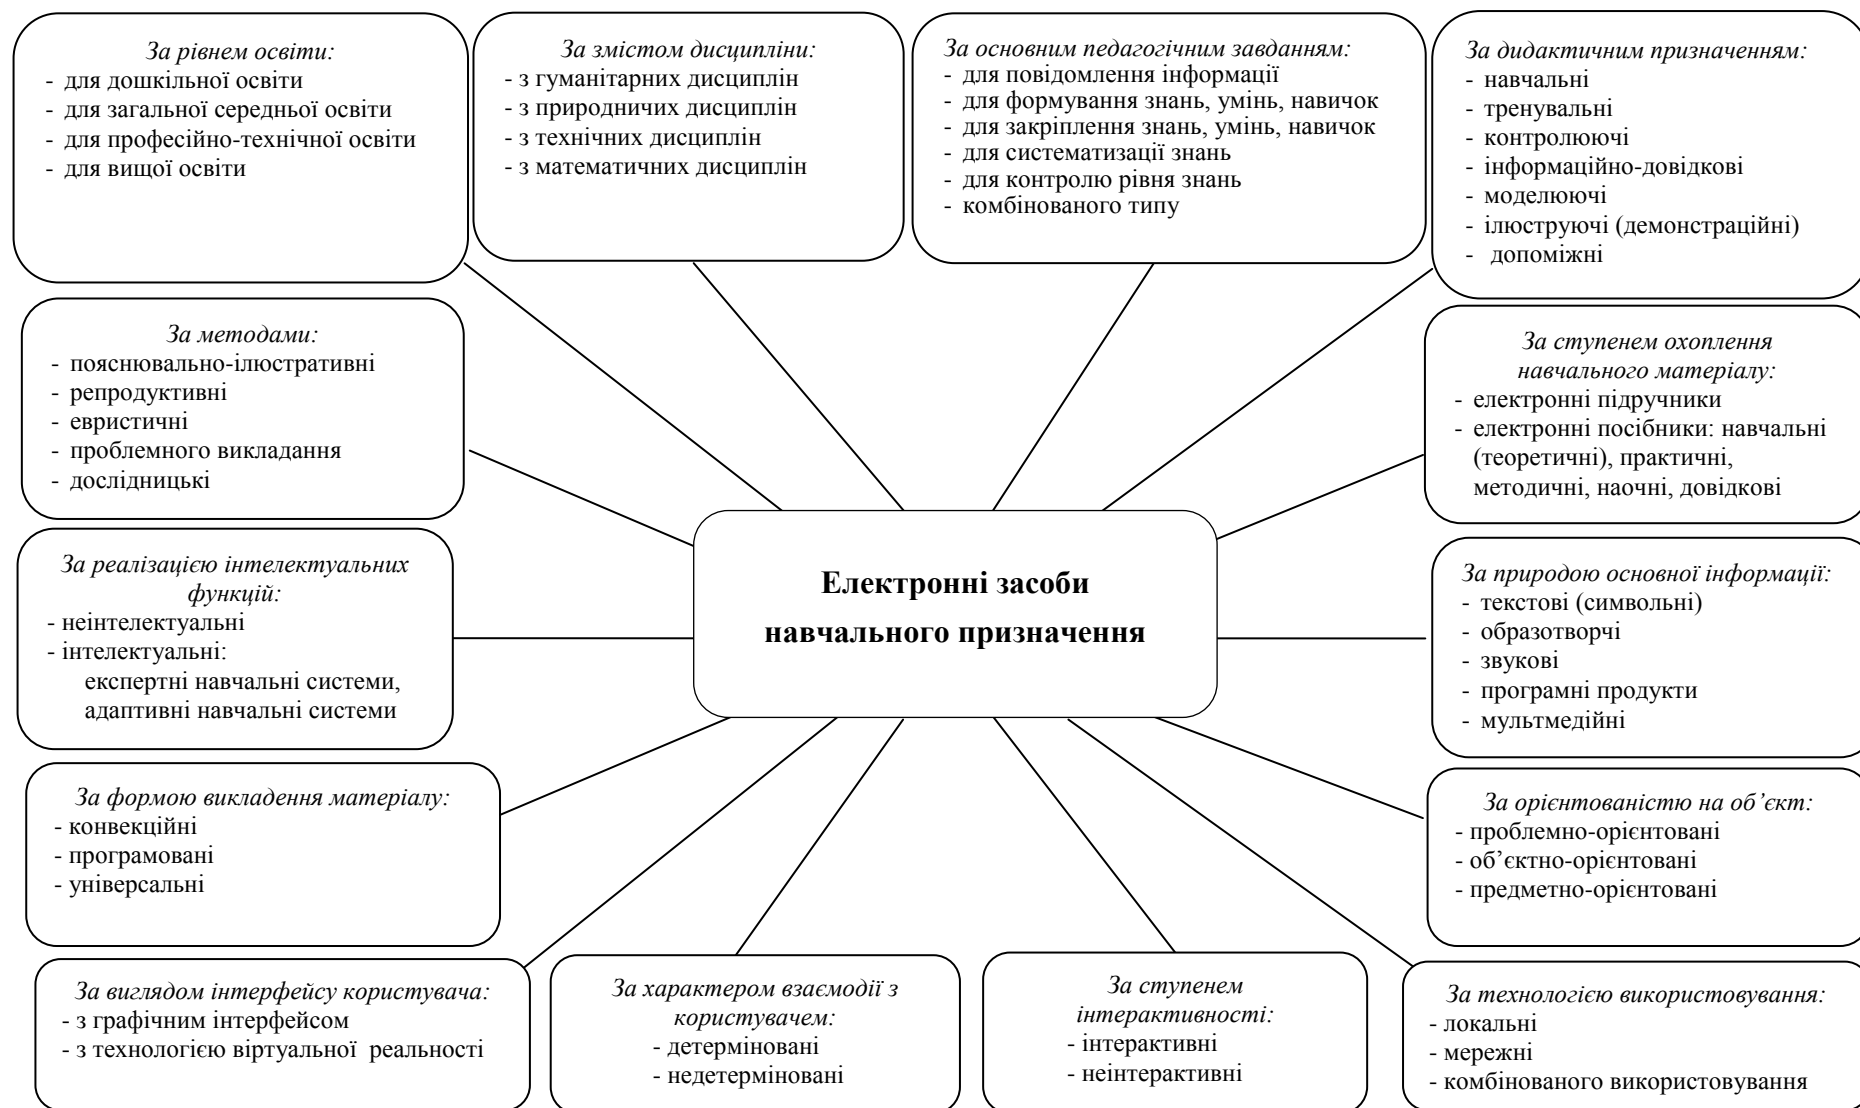 За рівнем освіти:
- для дошкільної освіти
- для загальної середньої освіти
- для професійно-технічної освіти
- для вищої освіти
За змістом дисципліни:
- з гуманітарних дисциплін
- з природничих дисциплін
- з технічних дисциплін
- з математичних дисциплін
За основним педагогічним завданням:
- для повідомлення інформації
- для формування знань, умінь, навичок
- для закріплення знань, умінь, навичок
- для систематизації знань
- для контролю рівня знань
- комбінованого типу
За дидактичним призначенням:
- навчальні
- тренувальні
- контролюючі
- інформаційно-довідкові
- моделюючі
- ілюструючі (демонстраційні)
- допоміжні
За методами:
- пояснювально-ілюстративні
- репродуктивні
- евристичні
- проблемного викладання
- дослідницькі
За ступенем охоплення
навчального матеріалу:
- електронні підручники
- електронні посібники: навчальні
(теоретичні), практичні,
методичні, наочні, довідкові
За реалізацією інтелектуальних
функцій:
- неінтелектуальні
- інтелектуальні:
експертні навчальні системи,
адаптивні навчальні системи
Електронні засоби
навчального призначення
За природою основної інформації:
- текстові (символьні)
- образотворчі
- звукові
- програмні продукти
- мультмедійні
За формою викладення матеріалу:
- конвекційні
- програмовані
- універсальні
За орієнтованістю на об’єкт:
- проблемно-орієнтовані
- об’єктно-орієнтовані
- предметно-орієнтовані
За виглядом інтерфейсу користувача:
- з графічним інтерфейсом
- з технологією віртуальної реальності
За характером взаємодії з
користувачем:
- детерміновані
- недетерміновані
За ступенем
інтерактивності:
- інтерактивні
- неінтерактивні
За технологією використовування:
- локальні
- мережні
- комбінованого використовування